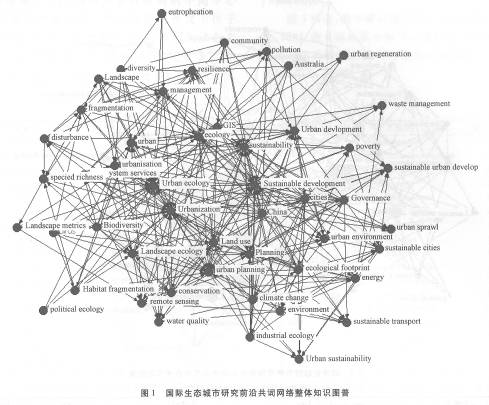 eutrophcation
community
pollution
urban regeneration
Australia
diversity
resilience
Landscape
management
waste management
fragmentation
GIS
Urban devlopment
disturbance
urban
ecology
sustainability
poverty
urbanisation
sustainable urban develop
ystem services
specied richness
Urban ecology
Sustainable development
cities
Governance
Urbanization
China
Landscape metrics
Biodiversity
urban sprawl
urban environment
Land use
sustainable cities
Landscape ecology
Planning
urban planning
ecological footprint
energy
Habitat fragmentation
conservation
remote sensing
climate change
political ecology
environment
water quality
sustainable transport
industrial ecology
Urban sustainability
图1 国际生态城市研究前沿共词网络整体知识图普